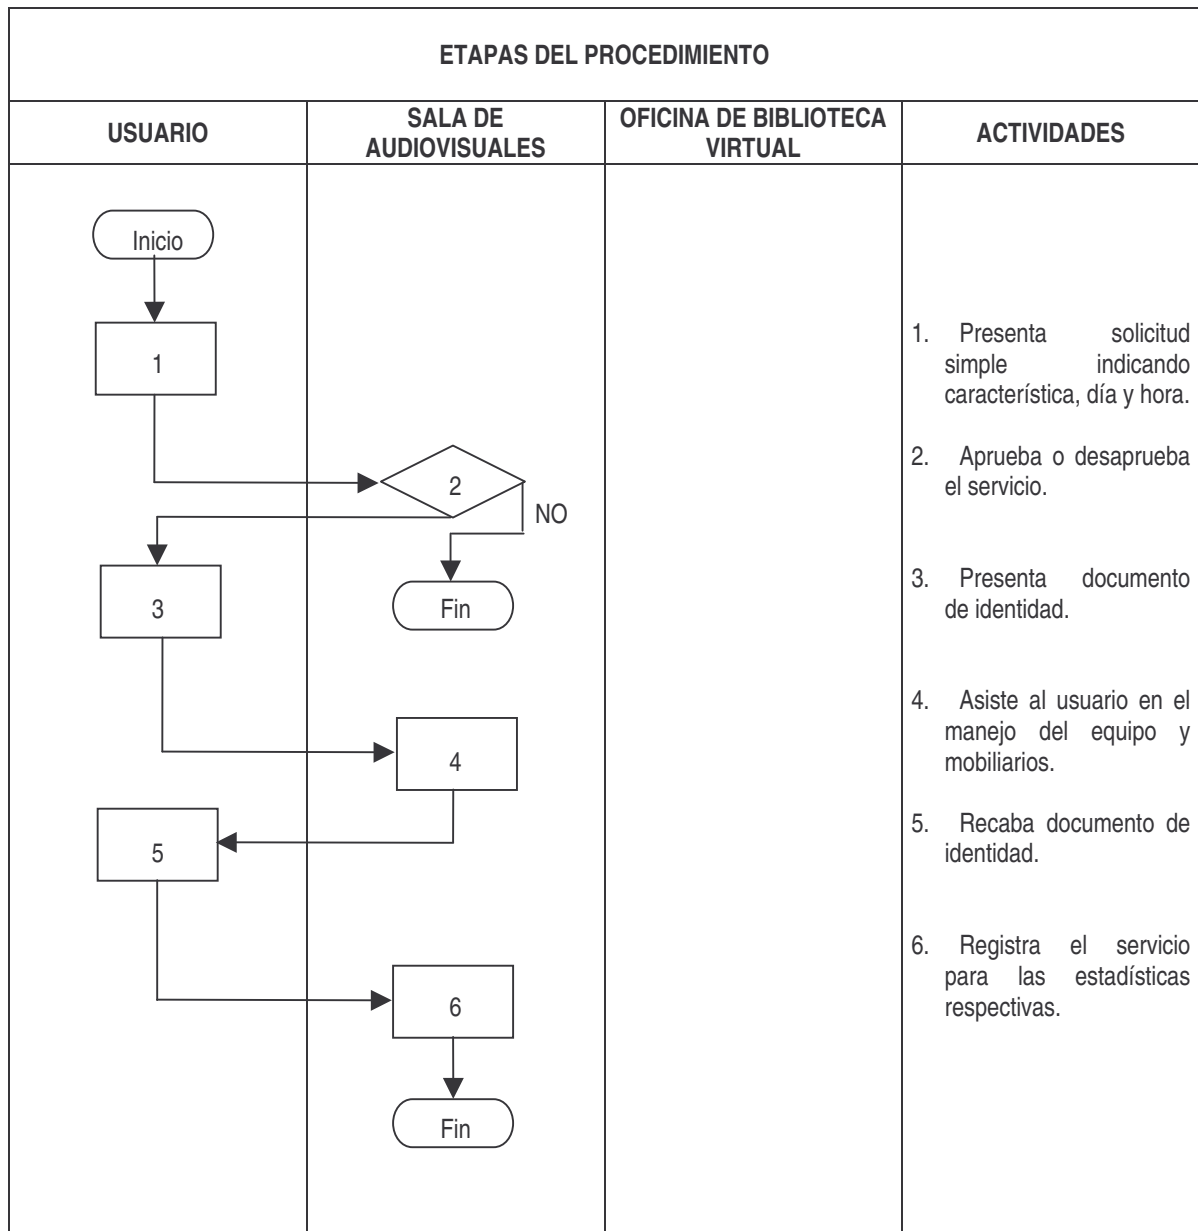 ETAPAS DEL PROCEDIMIENTO
USUARIO
SALA DE
AUDIOVISUALES
OFICINA DE BIBLIOTECA
VIRTUAL
ACTIVIDADES
Inicio
1
2
NO
3
Fin
4
5
6
Fin
1. Presenta solicitud
simple indicando
característica, día y hora.
2. Aprueba o desaprueba
el servicio.
3. Presenta documento
de identidad.
4. Asiste al usuario en el
manejo del equipo y
mobiliarios.
5. Recaba documento de
identidad.
6. Registra el servicio
para las estadísticas
respectivas.